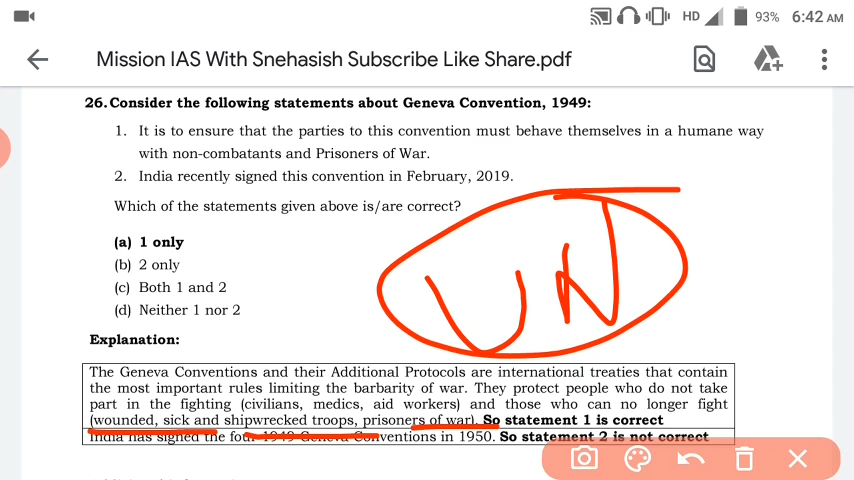 HD 93% 6:42 AM
Mission IAS With Snehasish Subscribe Like Share.pdf
26. Consider the following statements about Geneva Convention, 1949:
1. It is to ensure that the parties to this convention must behave themselves in a humane way
with non-combatants and Prisoners of War.
2. India recently signed this convention in February, 2019.
Which of the statements given above is/are correct?
(a) 1 only
(b) 2 only
(c) Both 1 and 2
(d) Neither 1 nor 2
UN
Explanation:
The Geneva Conventions and their Additional Protocols are international treaties that contain
the most important rules limiting the barbarity of war. They protect people who do not take
part in the fighting (civilians, medics, aid workers) and those who can no longer fight
(wounded, sick and shipwrecked troops, prisoners of war). So statement 1 is correct
India has signed the four 1949 Geneva Conventions in 1950. So statement 2 is not correct